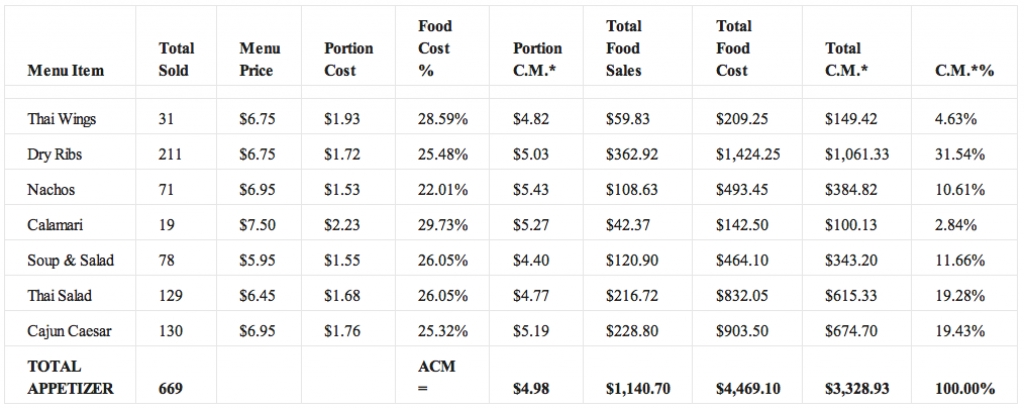 Menu Item Total Sold Menu Price Portion Cost Food Cost % Portion C.M.* Total Food Sales Total Food Cost Total C.M.* C.M.*%
Thai Wings 31 $6.75 $1.93 28.59% $4.82 $59.83 $209.25 $149.42 4.63%
Dry Ribs 211 $6.75 $1.72 25.48% $5.03 $362.92 $1,424.25 $1,061.33 31.54%
Nachos 71 $6.95 $1.53 22.01% $5.43 $108.63 $493.45 $384.82 10.61%
Calamari 19 $7.50 $2.23 29.73% $5.27 $42.37 $142.50 $100.13 2.84%
Soup & Salad 78 $5.95 $1.55 26.05% $4.40 $120.90 $464.10 $343.20 11.66%
Thai Salad 129 $6.45 $1.68 26.05% $4.77 $216.72 $832.05 $615.33 19.28%
Cajun Caesar 130 $6.95 $1.76 25.32% $5.19 $228.80 $903.50 $674.70 19.43%
TOTAL APPETIZER 669 ACM = $4.98 $1,140.70 $4,469.10 $3,328.93 100.00%